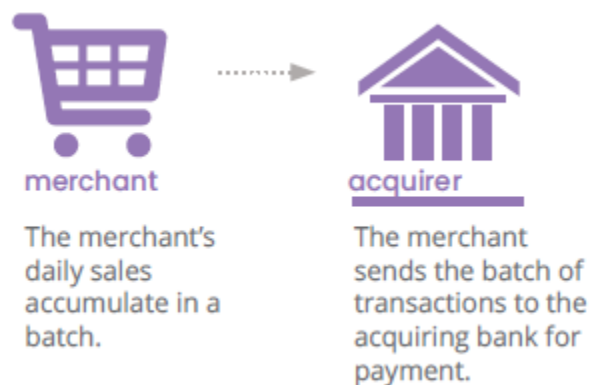 merchant
The merchant's
daily sales
accumulate in a
batch.
acquirer
The merchant
sends the batch of
transactions to the
acquiring bank for
payment.